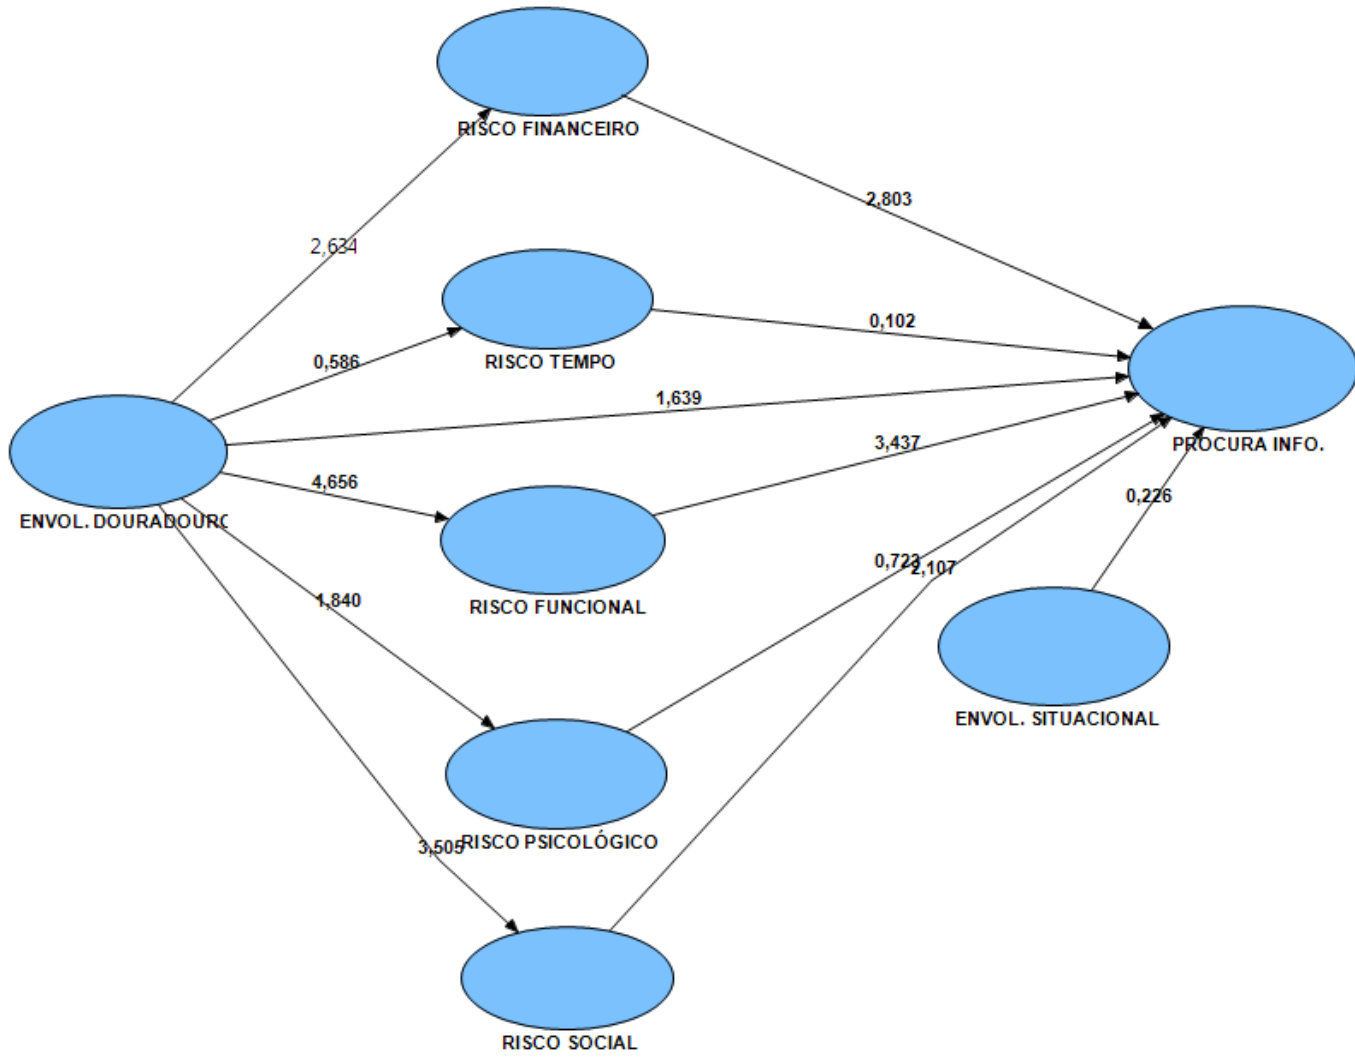 RISCO FINANCEIRO
2,803
2,634
0,102
0,586
RISCO TEMPO
1,639
PROCURA INFO.
3,437
4,656
0,226
ENVOL. DOURADOURO
0,723
2,107
1,840
RISCO FUNCIONAL
ENVOL. SITUACIONAL
RISCO PSICOLÓGICO
3,505
RISCO SOCIAL